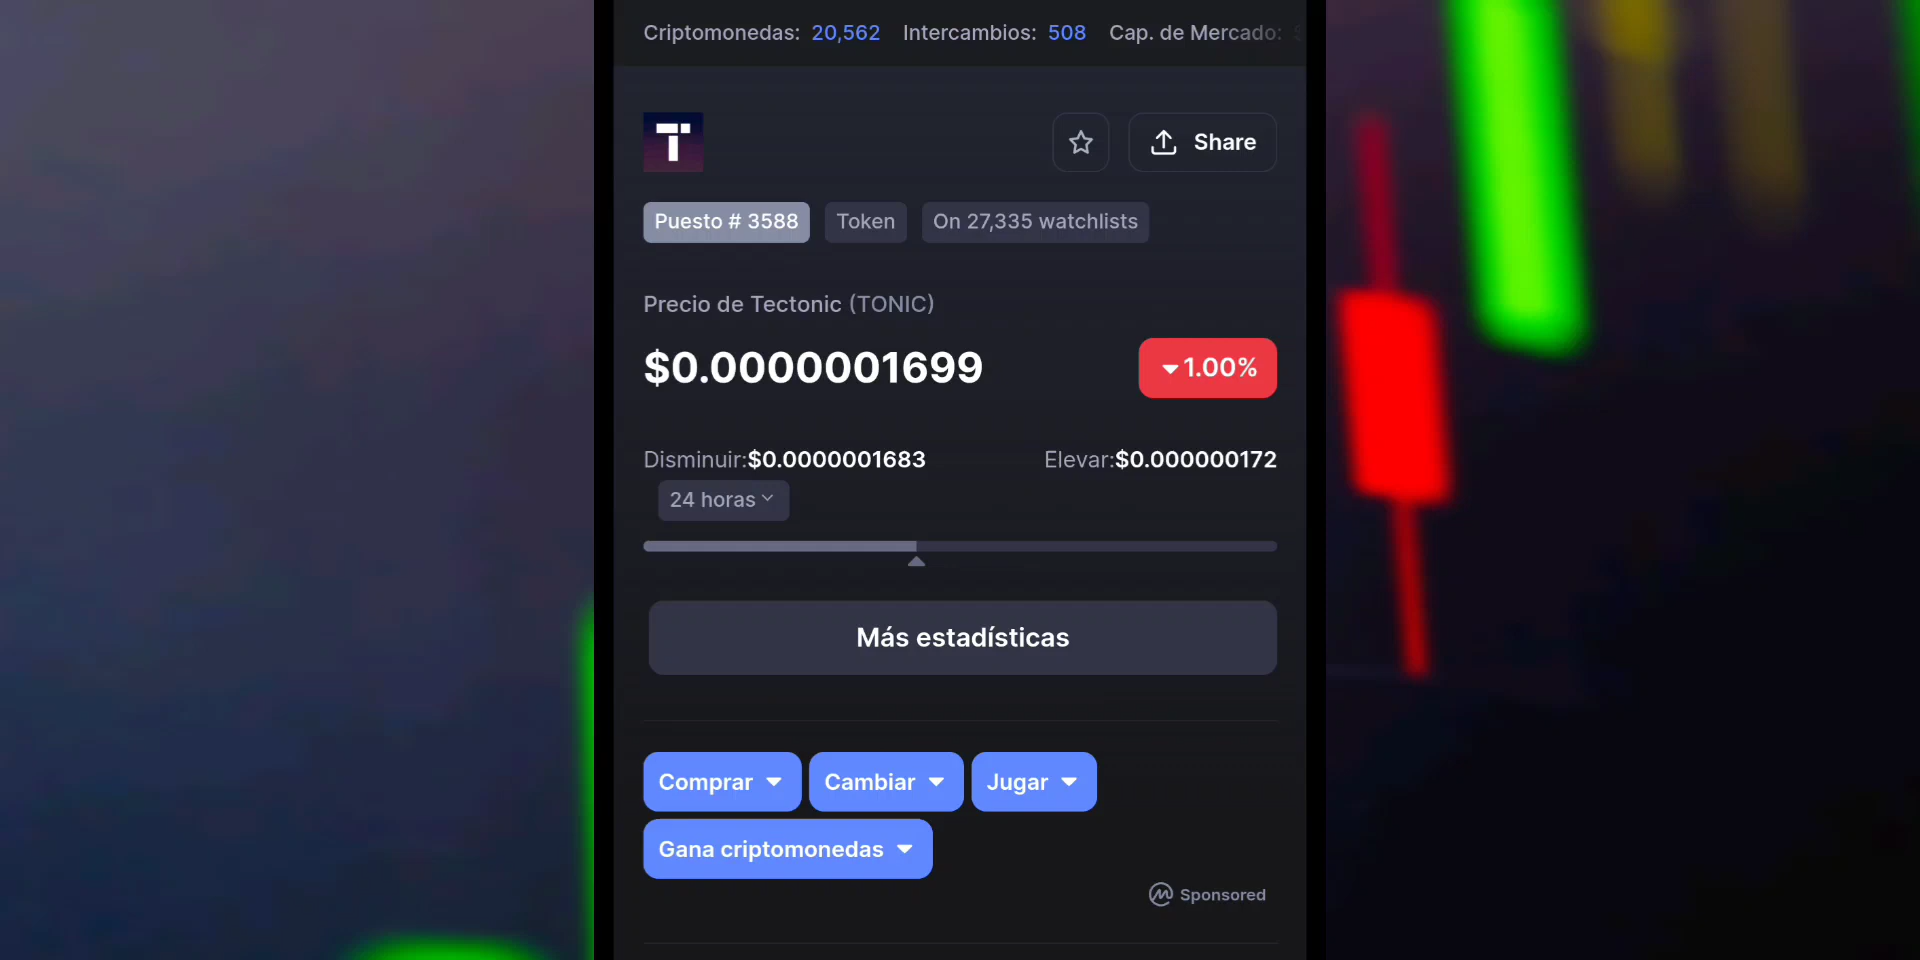 Criptomonedas: 20,562 Intercambios: 508 Cap. de Mercado:
Share
Puesto # 3588 Token On 27,335 watchlists
Precio de Tectonic (TONIC)
$0.0000001699 1.00%
Disminuir:$0.0000001683 Elevar:$0.000000172
24 horas
Más estadísticas
Comprar Cambiar Jugar
Gana criptomonedas
Sponsored